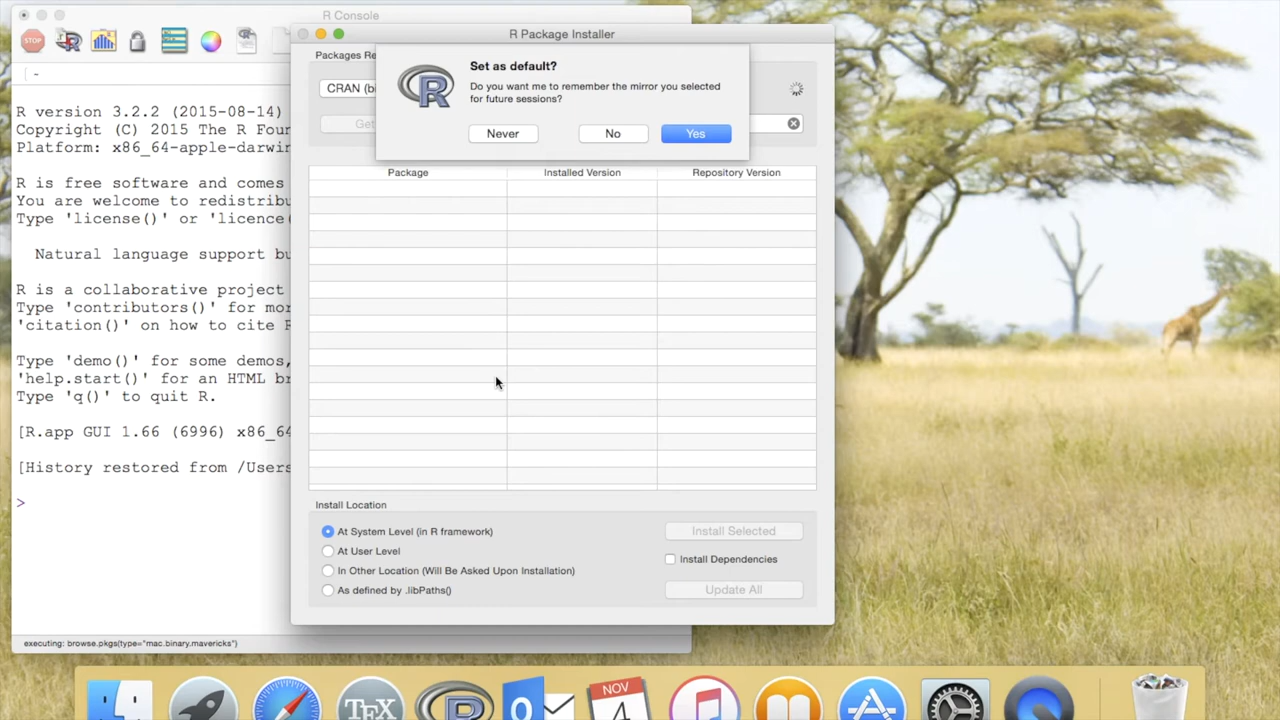 R Console
R Package Installer
-
R version 3.2.2 (2015-08-14)
Copyright (C) 2015 The R Foun
Platform: x86_64-apple-darwin
R is free software and comes
You are welcome to redistribu
Type 'license()' or 'licence(
Natural language support bu
R is a collaborative project
Type 'contributors()' for mor
'citation()' on how to cite R
Type 'demo()' for some demos,
'help.start()' for an HTML br
Type 'q()' to quit R.
[R.app GUI 1.66 (6996) x86_64
[History restored from /Users
>
executing: browse.pkgs(type="mac.binary.mavericks")
Packages Re
CRAN (bi
Get
Set as default?
Do you want me to remember the mirror you selected
for future sessions?
Never No Yes
Package Installed Version Repository Version
Install Location
At System Level (in R framework)
At User Level
In Other Location (Will Be Asked Upon Installation)
As defined by .libPaths()
Install Selected
Install Dependencies
Update All
STOP
R
TEX
R
O
NOV
4